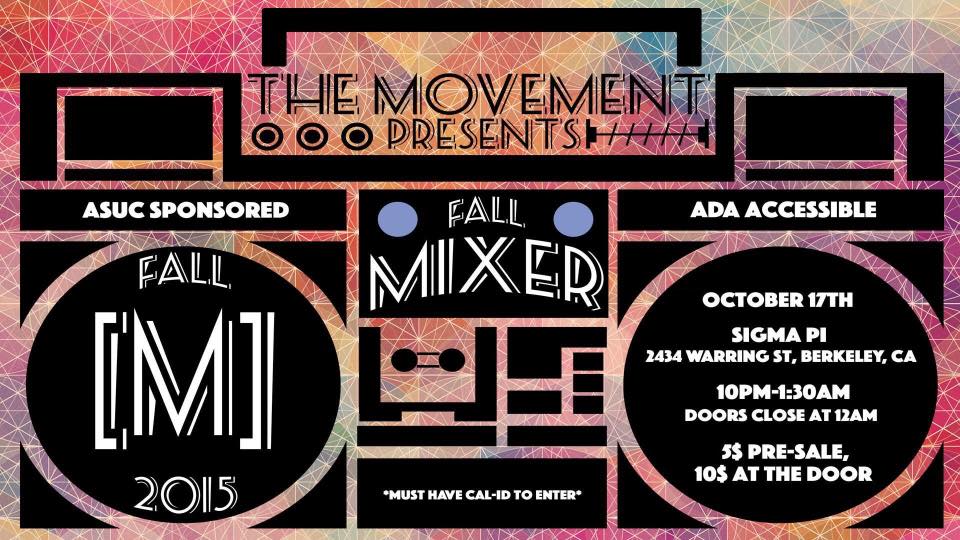 THE MOVEMENT
PRESENTS
ASUC SPONSORED
FALL
MIXER
ADA ACCESSIBLE
FALL
[M]
2015
OCTOBER 17TH
SIGMA PI
2434 WARRING ST, BERKELEY, CA
10PM-1:30AM
DOORS CLOSE AT 12AM
5$ PRE-SALE,
10$ AT THE DOOR
*MUST HAVE CAL-ID TO ENTER*